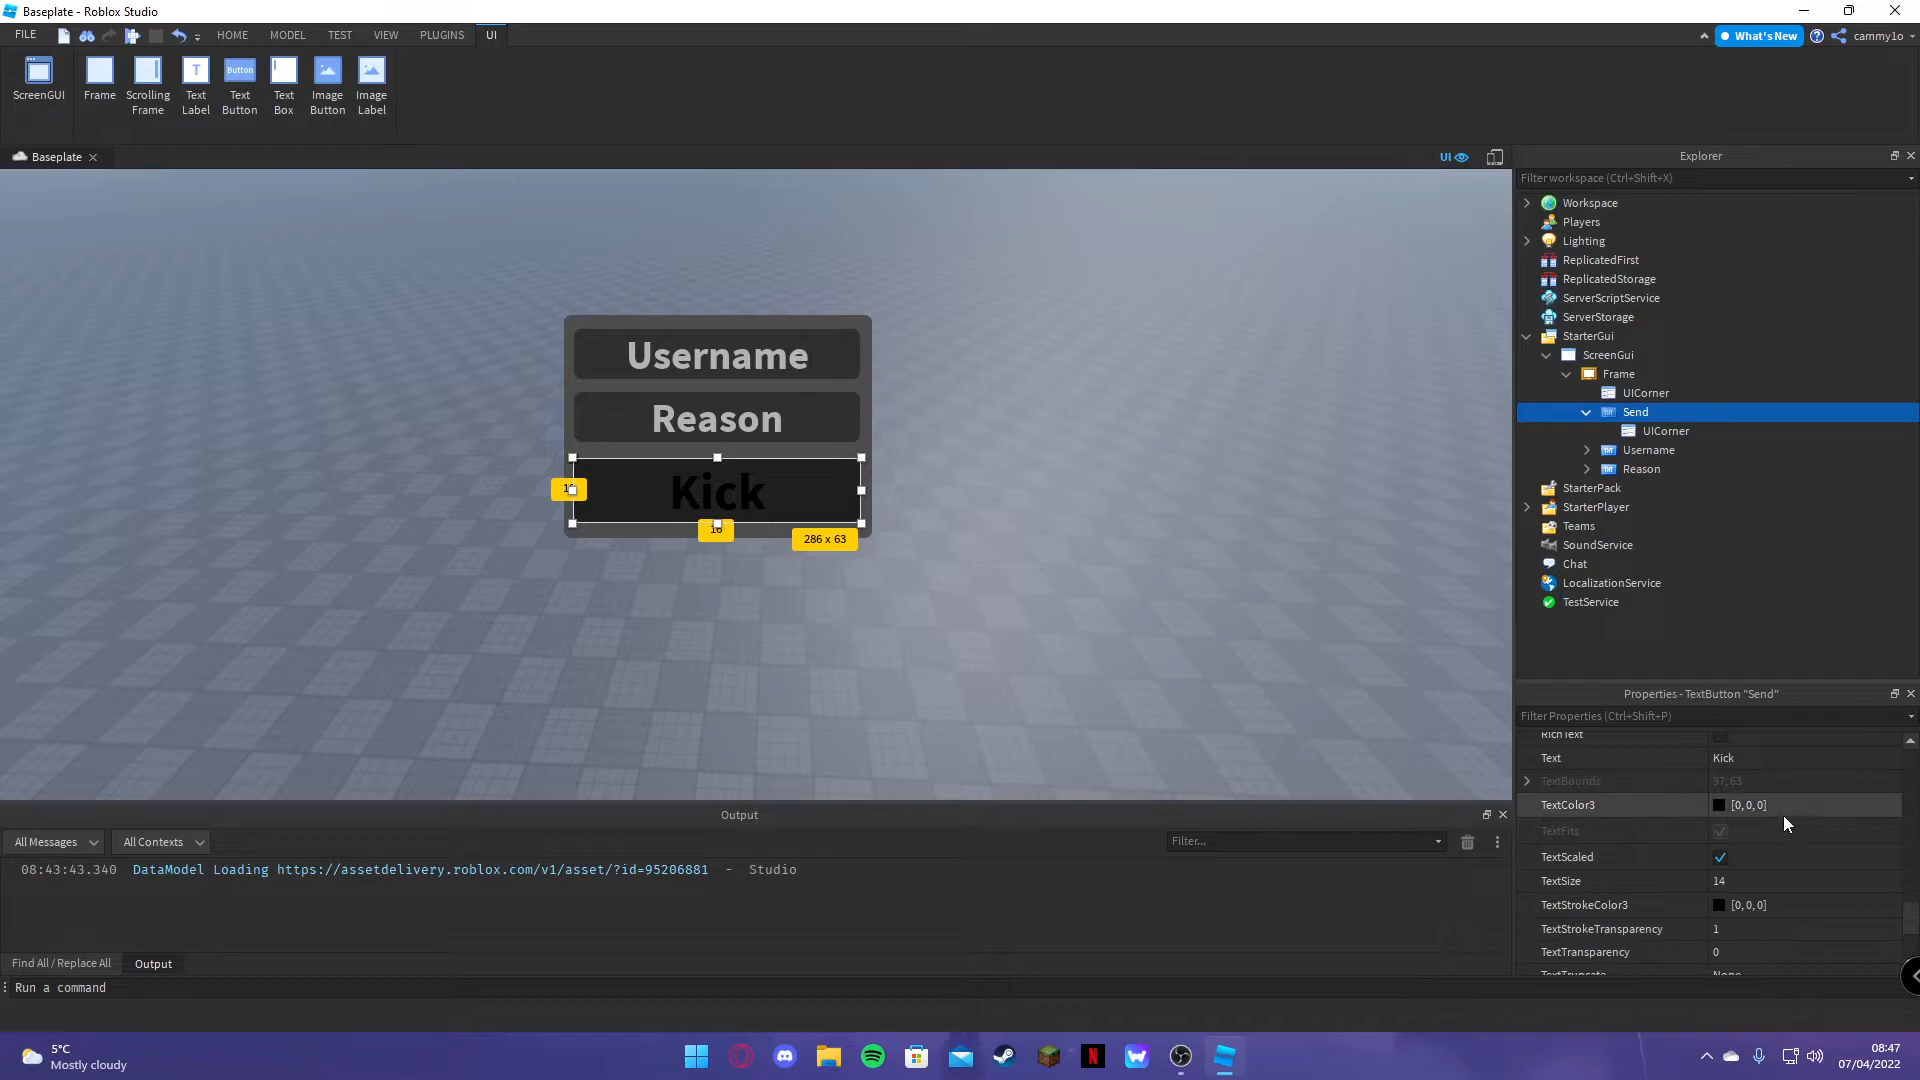 Baseplate - Roblox Studio
FILE
HOME
MODEL
TEST
VIEW
PLUGINS
UI
What's New
cammy1o
ScreenGUI
Frame
Scrolling
Frame
Text
Label
Button
Text
Button
Text
Box
Image
Button
Image
Label
Baseplate
UI
Explorer
Filter workspace (Ctrl+Shift+X)
Workspace
Players
Lighting
ReplicatedFirst
ReplicatedStorage
ServerScriptService
ServerStorage
StarterGui
ScreenGui
Frame
UICorner
Send
UICorner
Username
Reason
StarterPack
StarterPlayer
Teams
SoundService
Chat
LocalizationService
TestService
Username
Reason
Kick
16
286 x 63
Properties - TextButton "Send"
Filter Properties (Ctrl+Shift+P)
RichText
Text Kick
TextBounds 97, 63
TextColor3 [0, 0, 0]
TextFits
TextScaled
TextSize 14
TextStrokeColor3 [0, 0, 0]
TextStrokeTransparency 1
TextTransparency 0
TextTruncate None
Output
All Messages
All Contexts
Filter...
08:43:43.340 DataModel Loading https://assetdelivery.roblox.com/v1/asset/?id=95206881 - Studio
Find All / Replace All
Output
Run a command
5°C
Mostly cloudy
08:47
07/04/2022